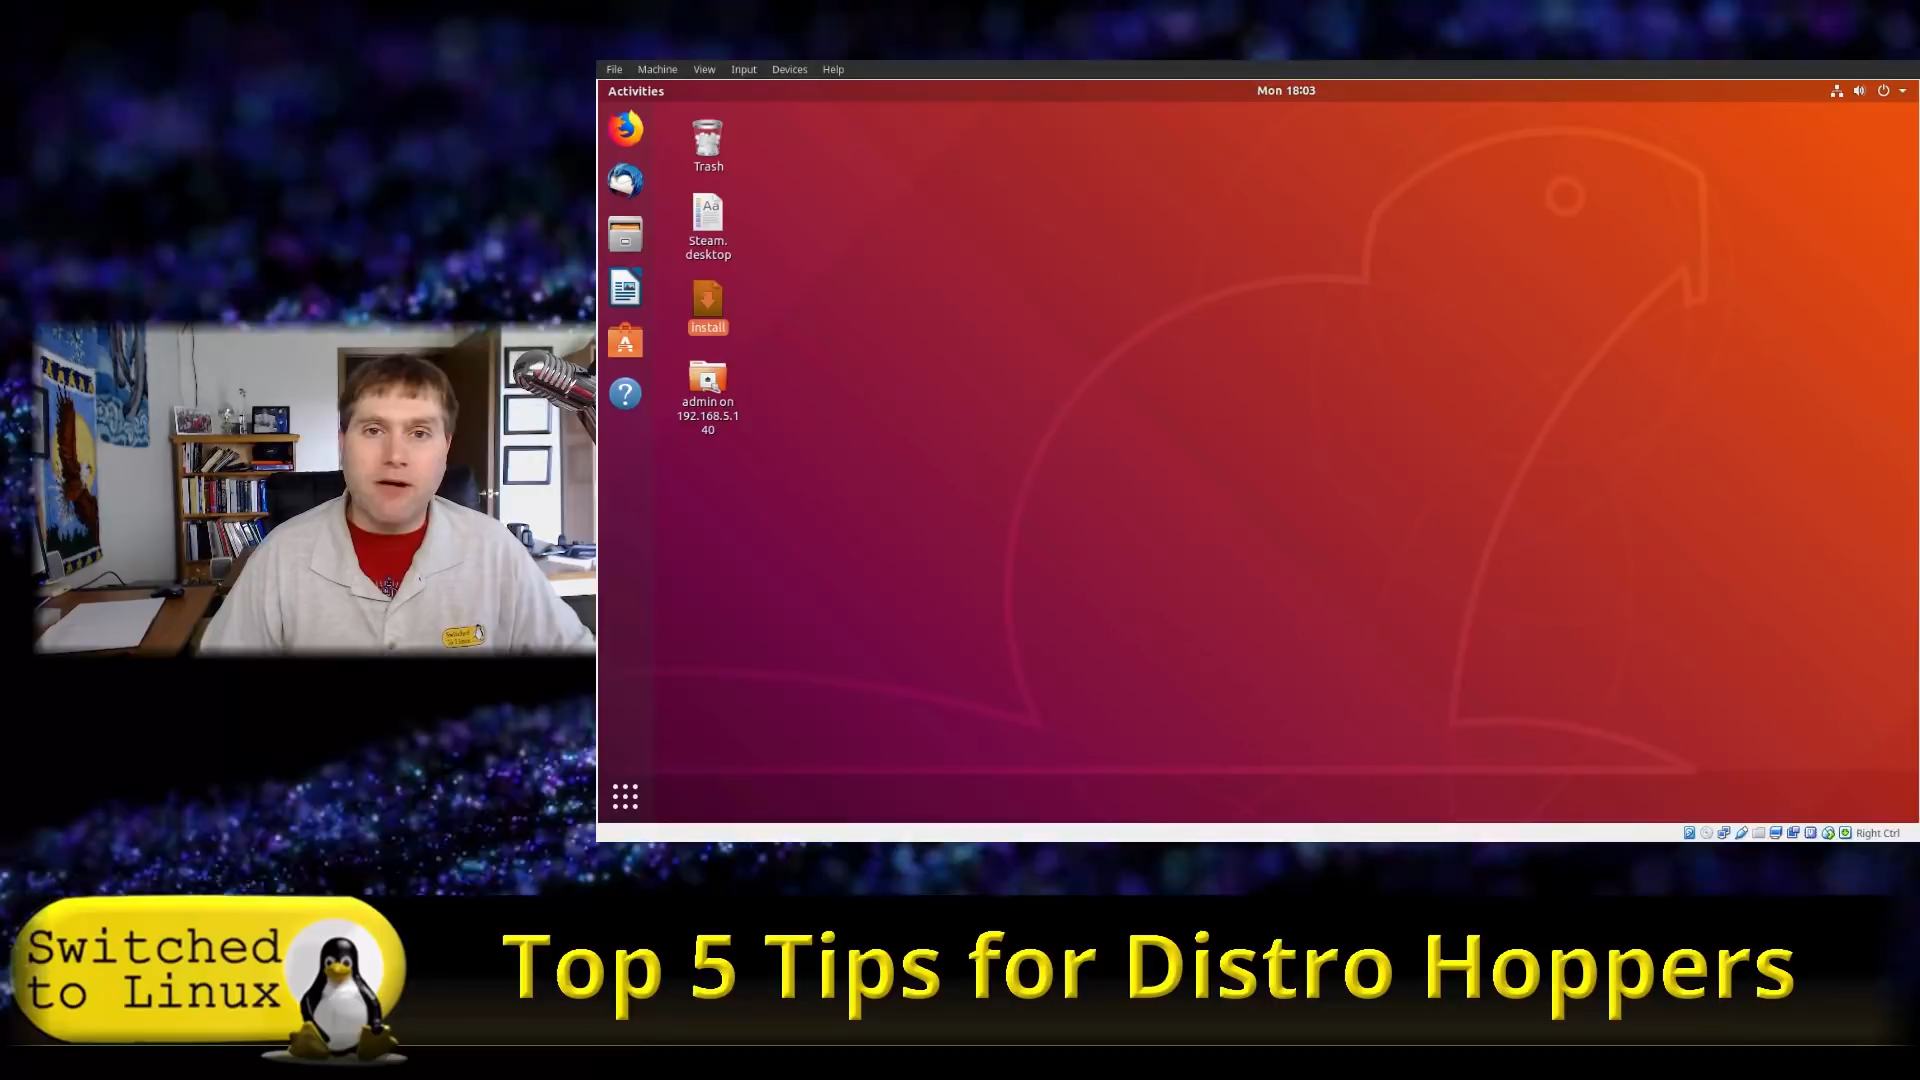 File Machine View Input Devices Help
Activities
Mon 18:03
Trash
Steam.
desktop
install
admin on
192.168.5.1
40
Right Ctrl
Switched
to Linux
Top 5 Tips for Distro Hoppers